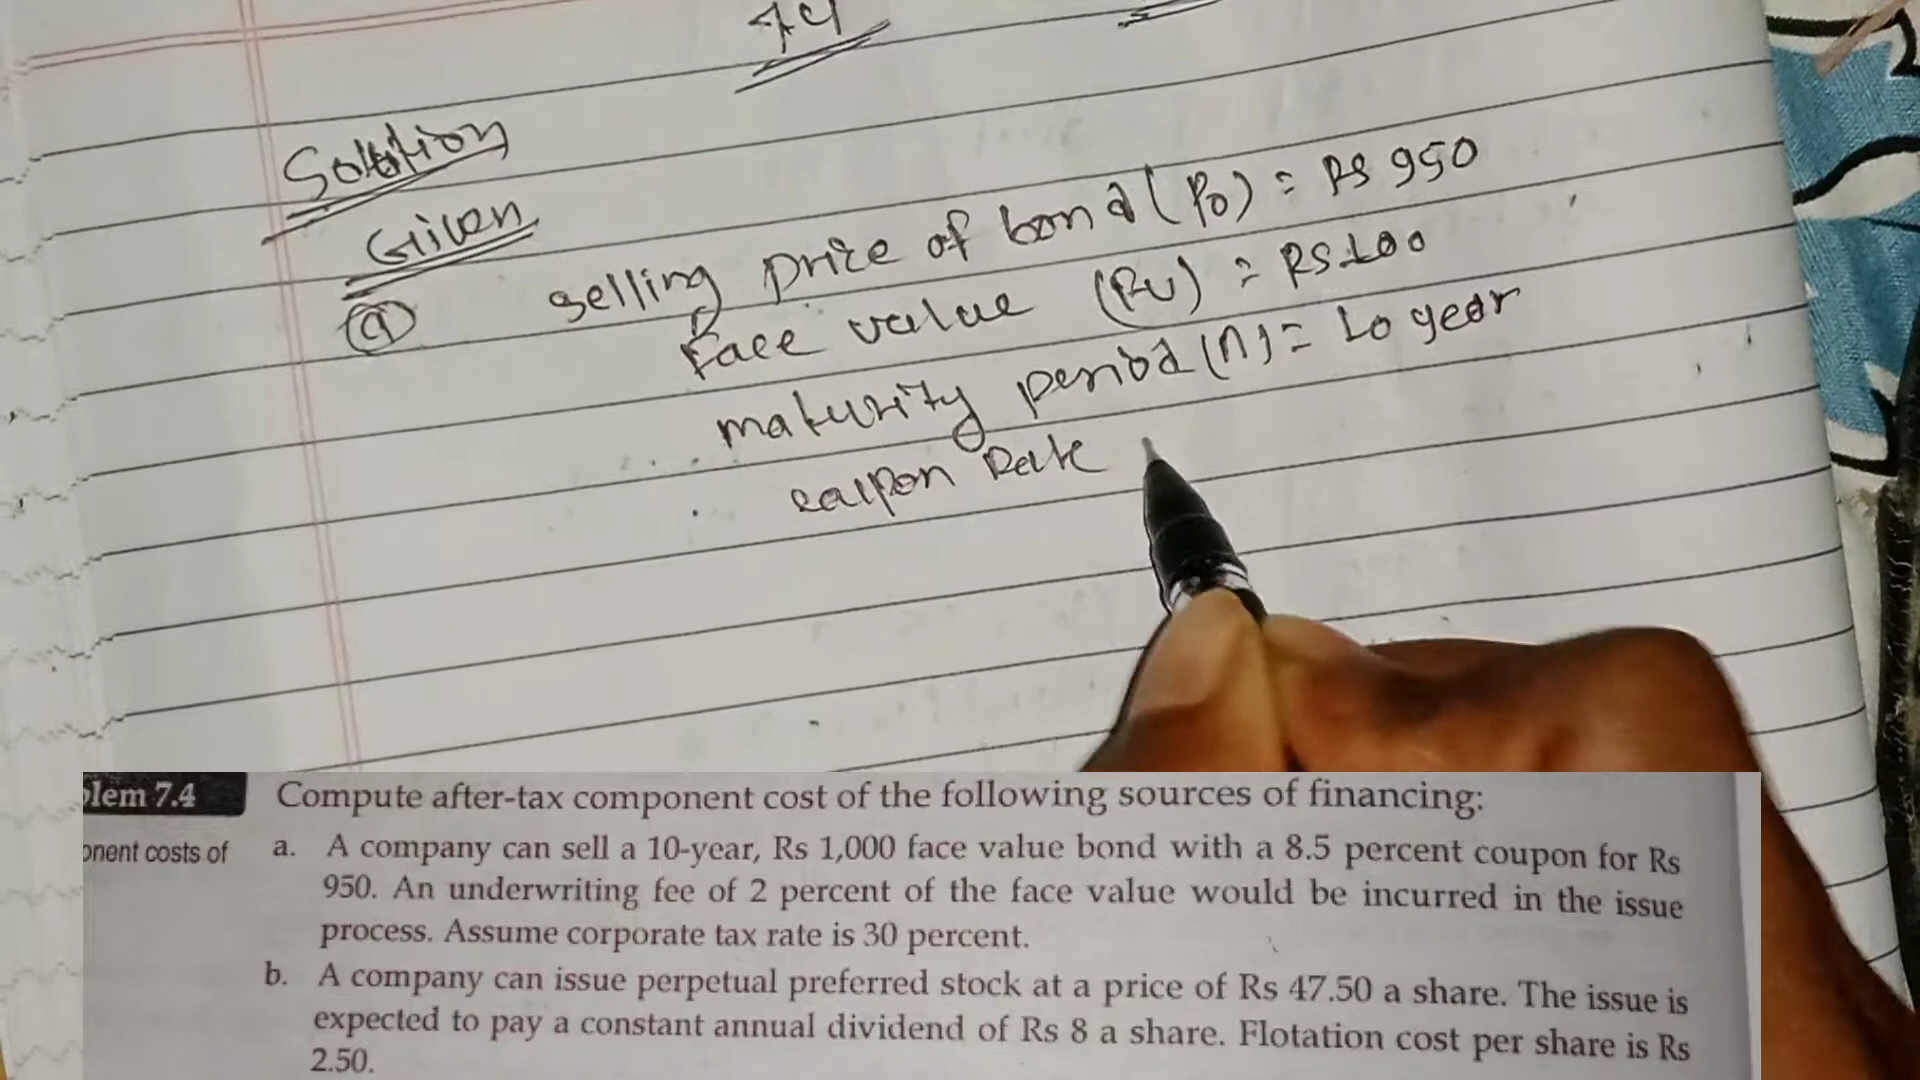 7.4
Solution
Given
(a) selling price of bond (P0) = RS 950
Face value (FV) = RS 100
maturity period (n) = 10 year
coupon Rate
blem 7.4 Compute after-tax component cost of the following sources of financing:
onent costs of a. A company can sell a 10-year, Rs 1,000 face value bond with a 8.5 percent coupon for Rs
950. An underwriting fee of 2 percent of the face value would be incurred in the issue
process. Assume corporate tax rate is 30 percent.
b. A company can issue perpetual preferred stock at a price of Rs 47.50 a share. The issue is
expected to pay a constant annual dividend of Rs 8 a share. Flotation cost per share is Rs
2.50.